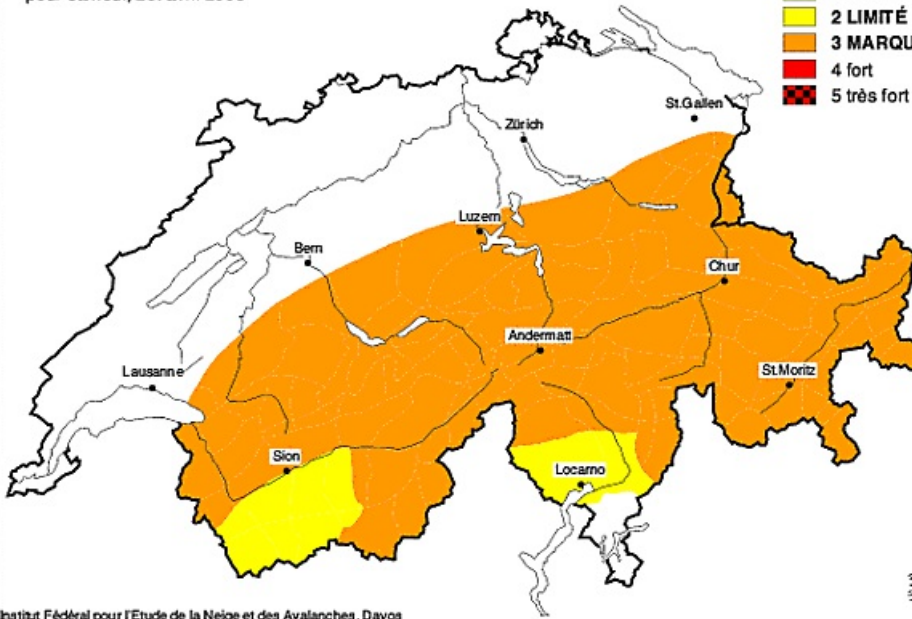 2 LIMITÉ
3 MARQU
4 fort
5 très fort
St.Gallen
Zürich
Luzern
Bern
Chur
Andermatt
Lausanne
St.Moritz
Sion
Locarno
Institut Fédéral pour l'Etude de la Neige et des Avalanches, Davos